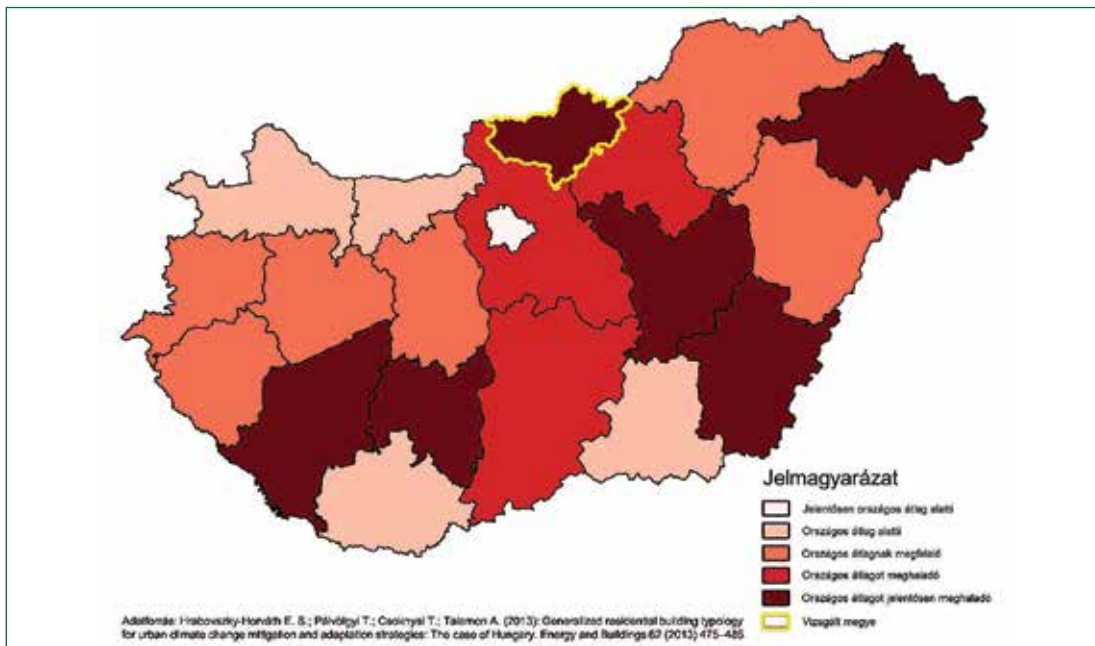 Jelmagyarázat
Jelentősen országos átlag alatti
Országos átlag alatti
Országos átlagnak megfelelő
Országos átlagot meghaladó
Országos átlagot jelentősen meghaladó
Vizsgált megye
Adatforrás: Hrabovszky-Horváth E. S.; Pálvölgyi T.; Csoknyai T.; Talamon A. (2013): Generalized residential building typology
for urban climate change mitigation and adaptation strategies: The case of Hungary. Energy and Buildings 62 (2013) 475–485.